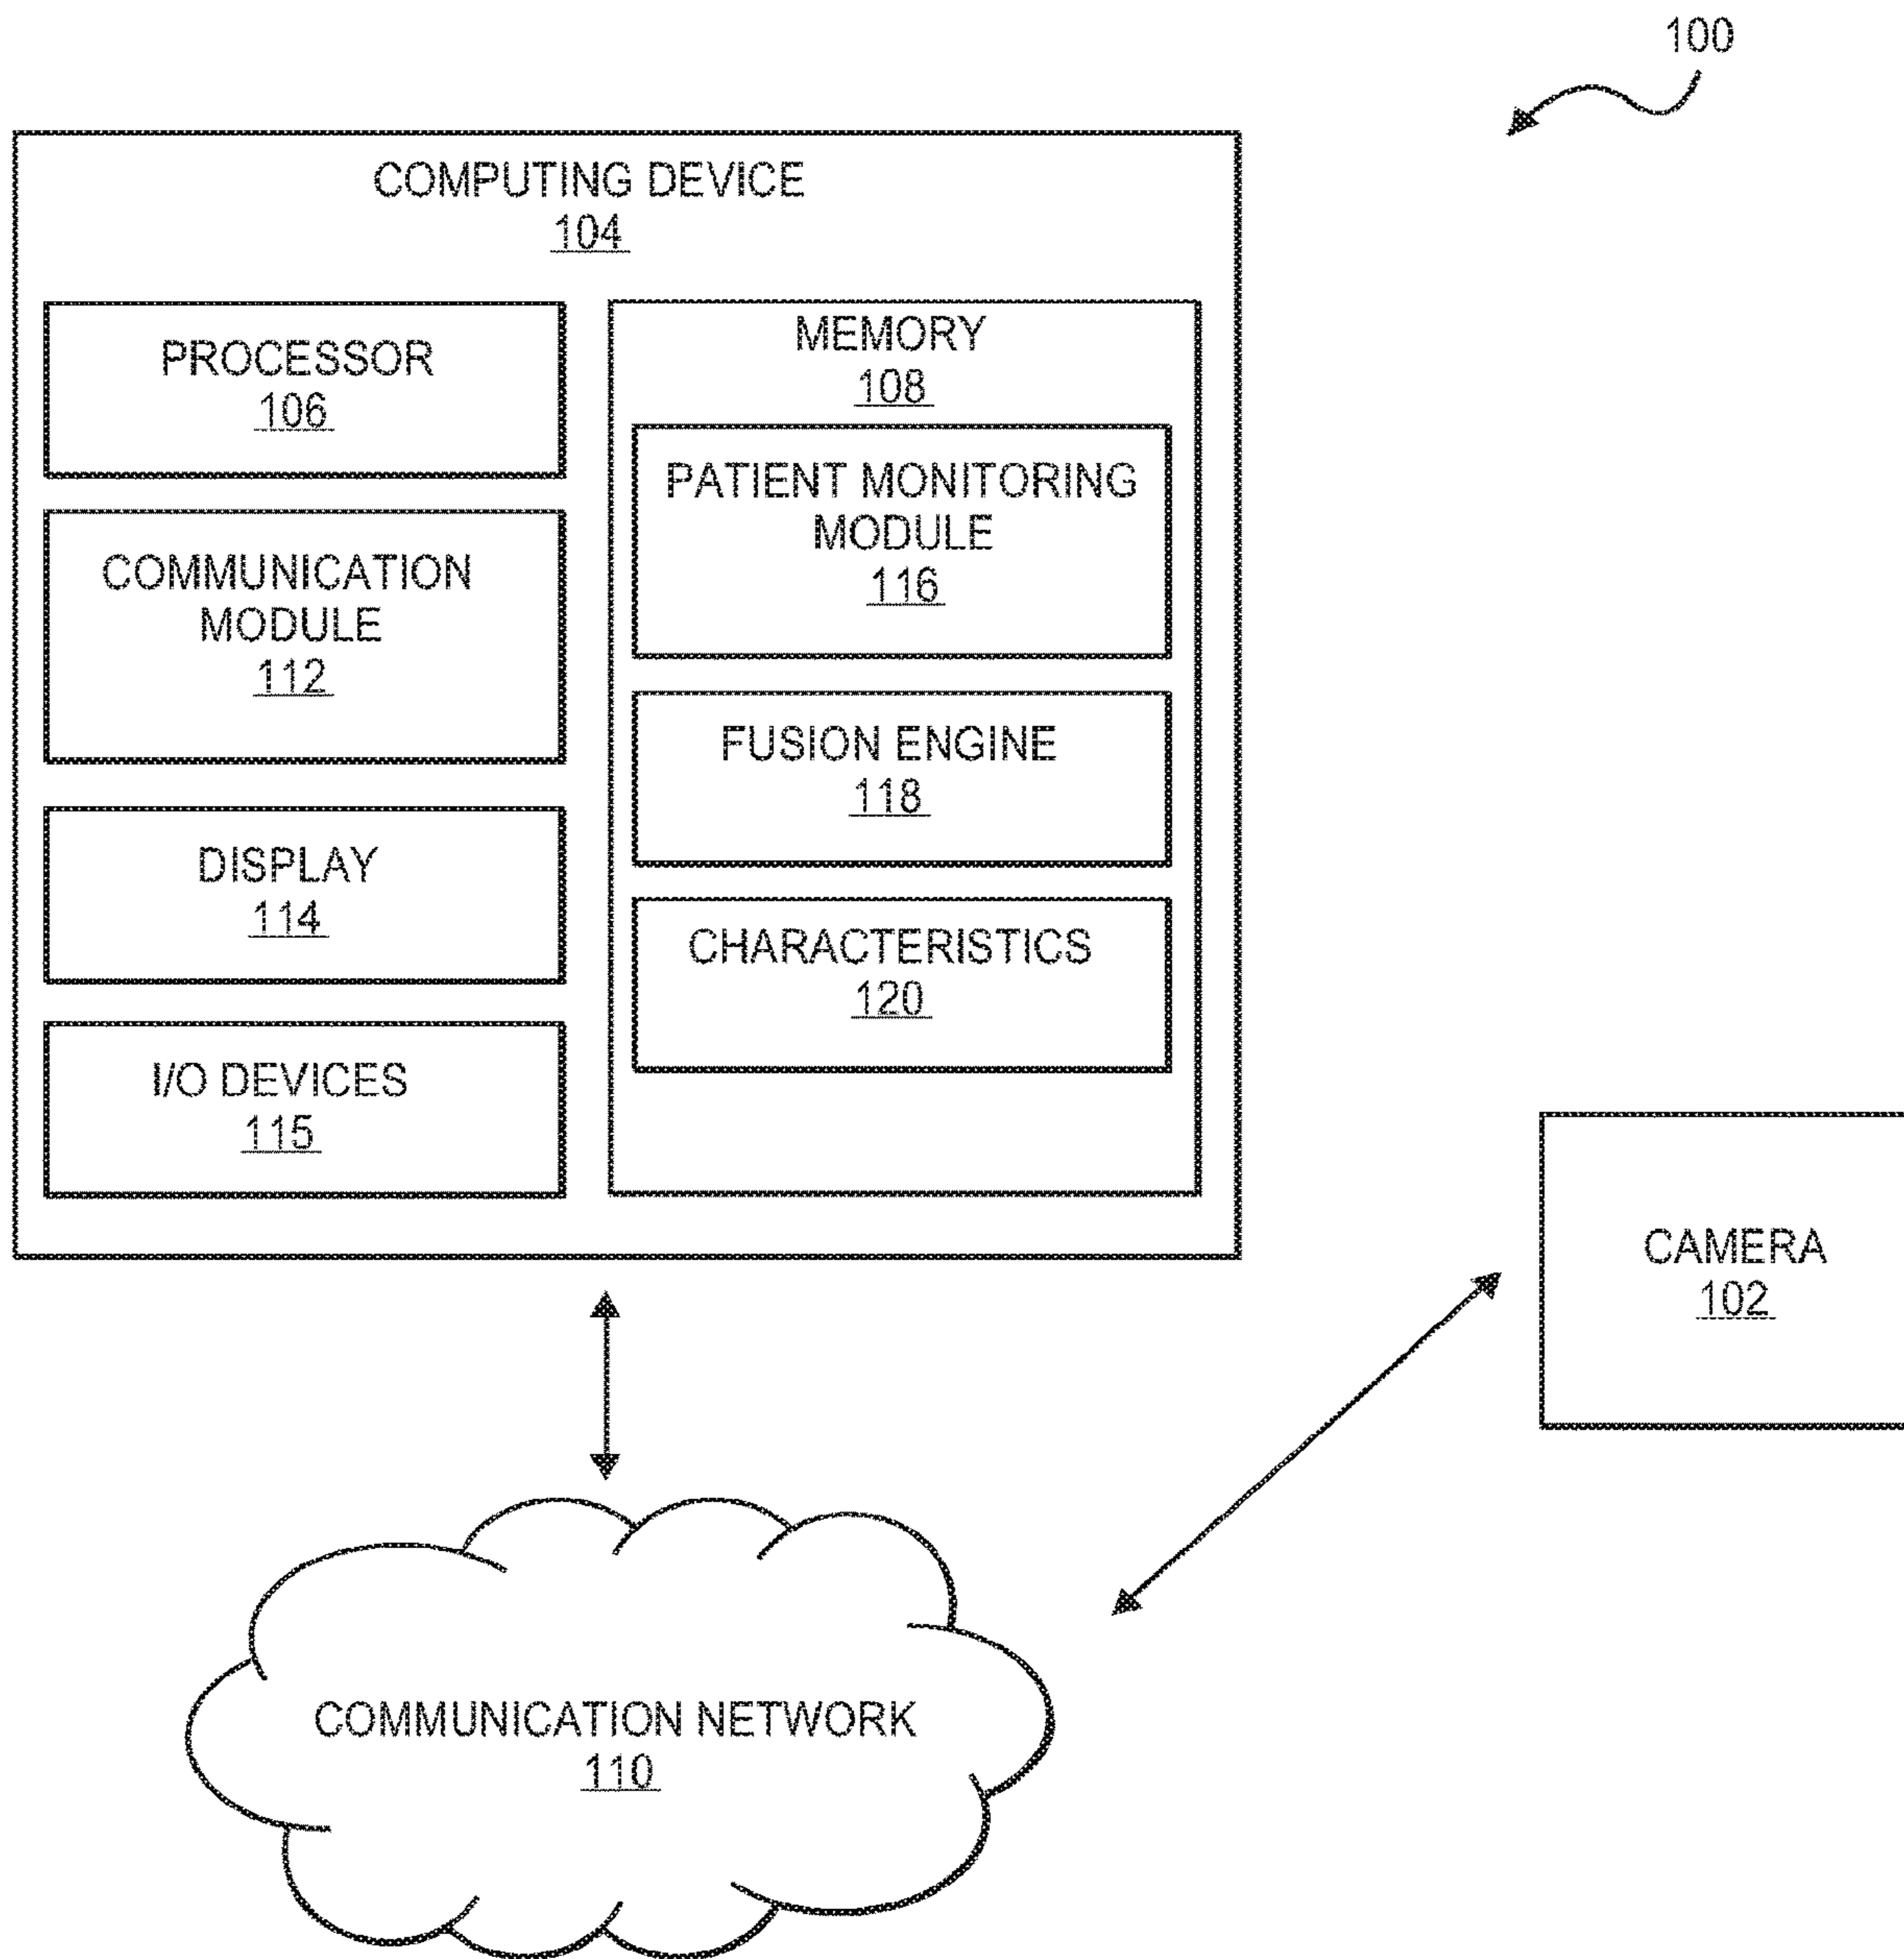 100
COMPUTING DEVICE
104
PROCESSOR
106
COMMUNICATION
MODULE
112
DISPLAY
114
I/O DEVICES
115
MEMORY
108
PATIENT MONITORING
MODULE
116
FUSION ENGINE
118
CHARACTERISTICS
120
CAMERA
102
COMMUNICATION NETWORK
110